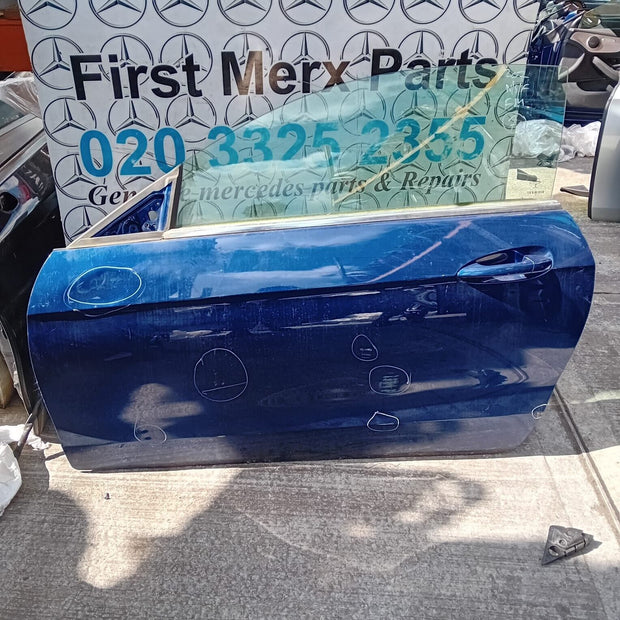 First Merx Parts
020 3325 2355
Genuine mercedes parts & Repairs